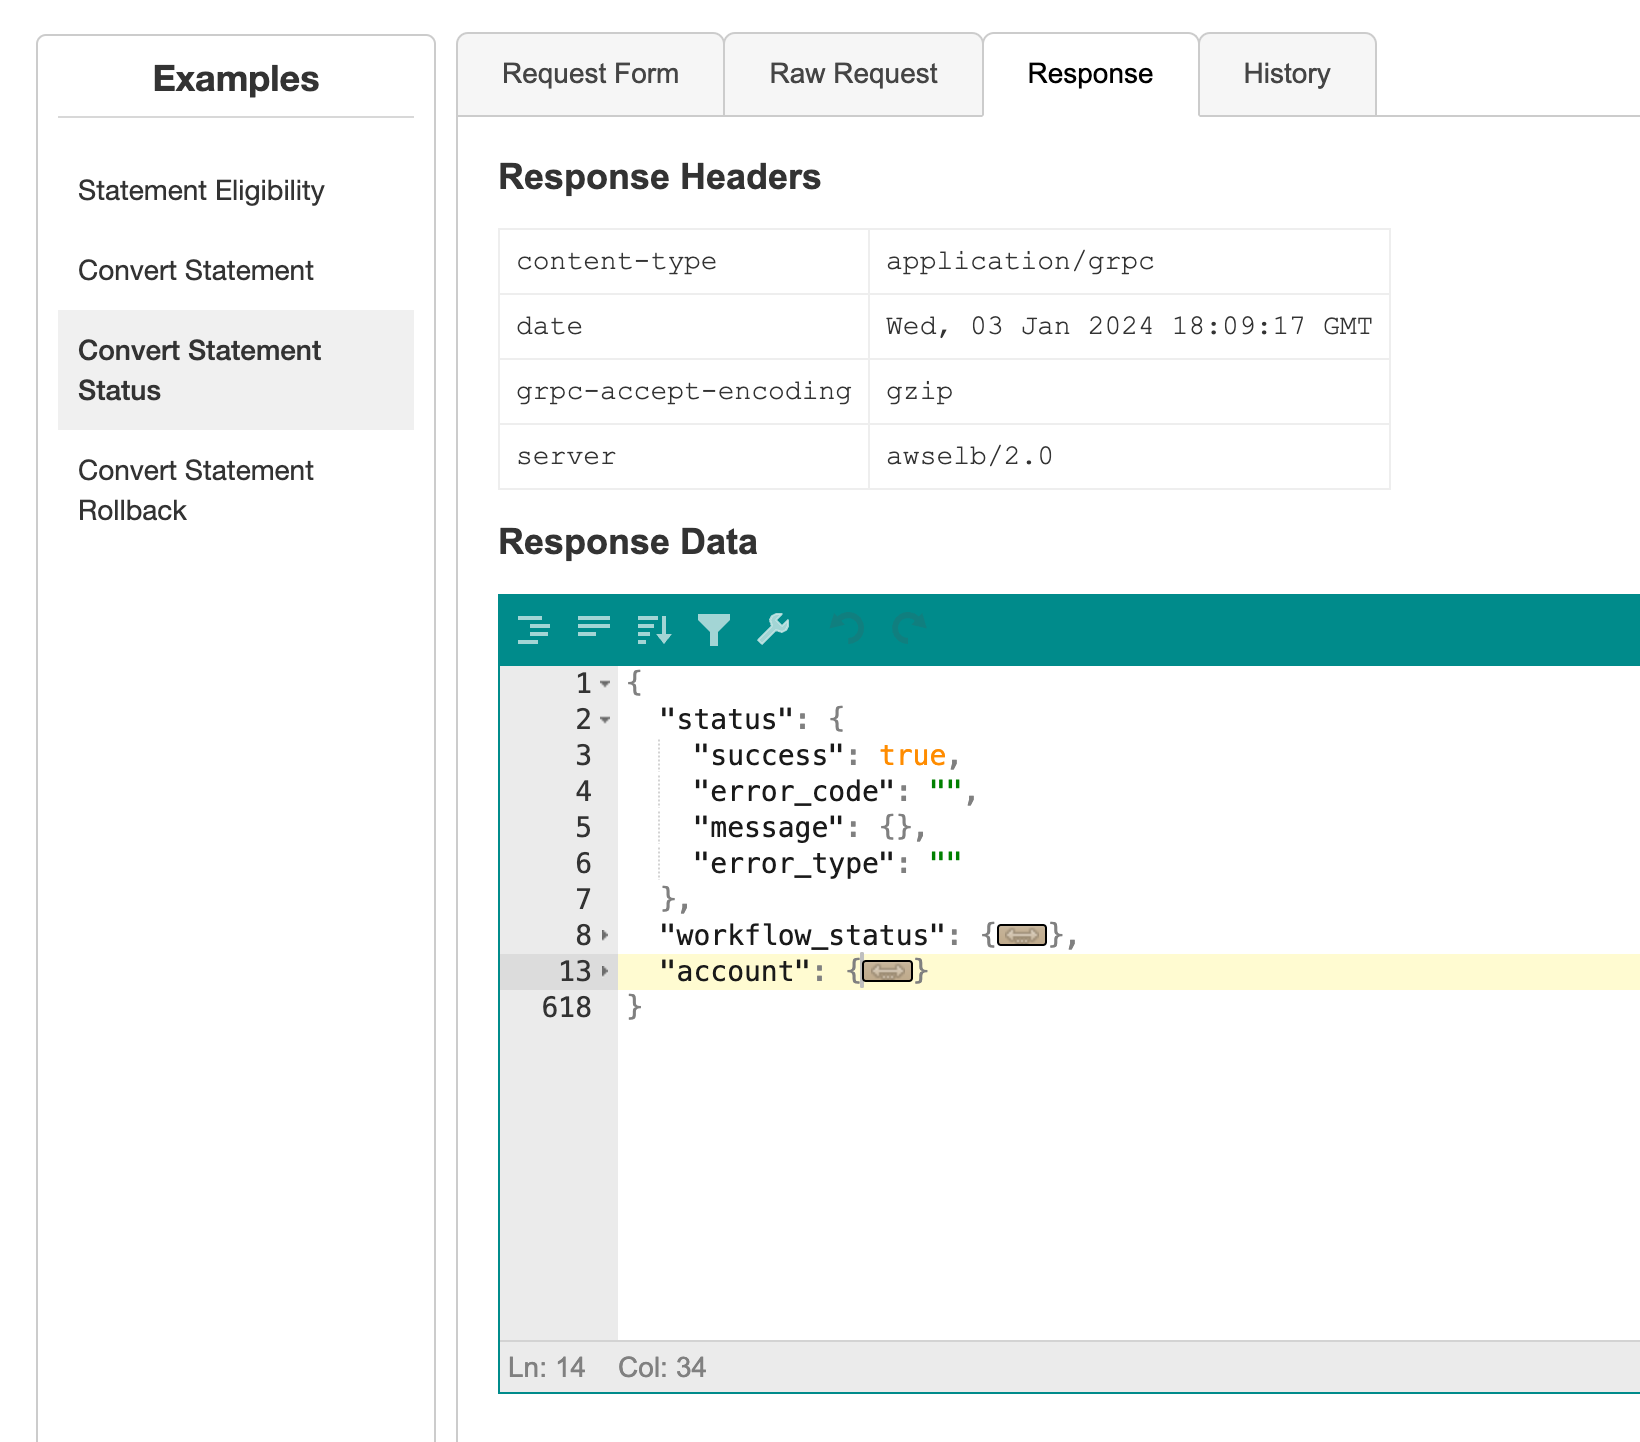 Examples
Statement Eligibility
Convert Statement
Convert Statement
Status
Convert Statement
Rollback
Request Form
Raw Request
Response
History
Response Headers
content-type application/grpc
date Wed, 03 Jan 2024 18:09:17 GMT
grpc-accept-encoding gzip
server awselb/2.0
Response Data
1 {
2 "status": {
3 "success": true,
4 "error_code": "",
5 "message": {},
6 "error_type": ""
7 },
8 "workflow_status": {},
13 "account": {}
618 }
Ln: 14 Col: 34